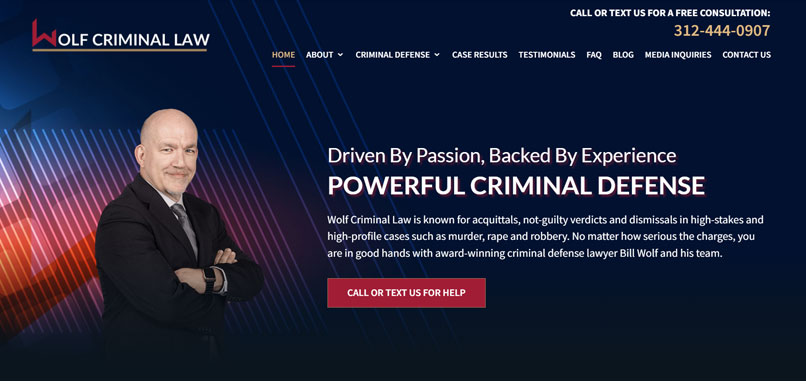 CALL OR TEXT US FOR A FREE CONSULTATION:
312-444-0907
WOLF CRIMINAL LAW
HOME ABOUT CRIMINAL DEFENSE CASE RESULTS TESTIMONIALS FAQ BLOG MEDIA INQUIRIES CONTACT US
Driven By Passion, Backed By Experience
POWERFUL CRIMINAL DEFENSE
Wolf Criminal Law is known for acquittals, not-guilty verdicts and dismissals in high-stakes and
high-profile cases such as murder, rape and robbery. No matter how serious the charges, you
are in good hands with award-winning criminal defense lawyer Bill Wolf and his team.
CALL OR TEXT US FOR HELP